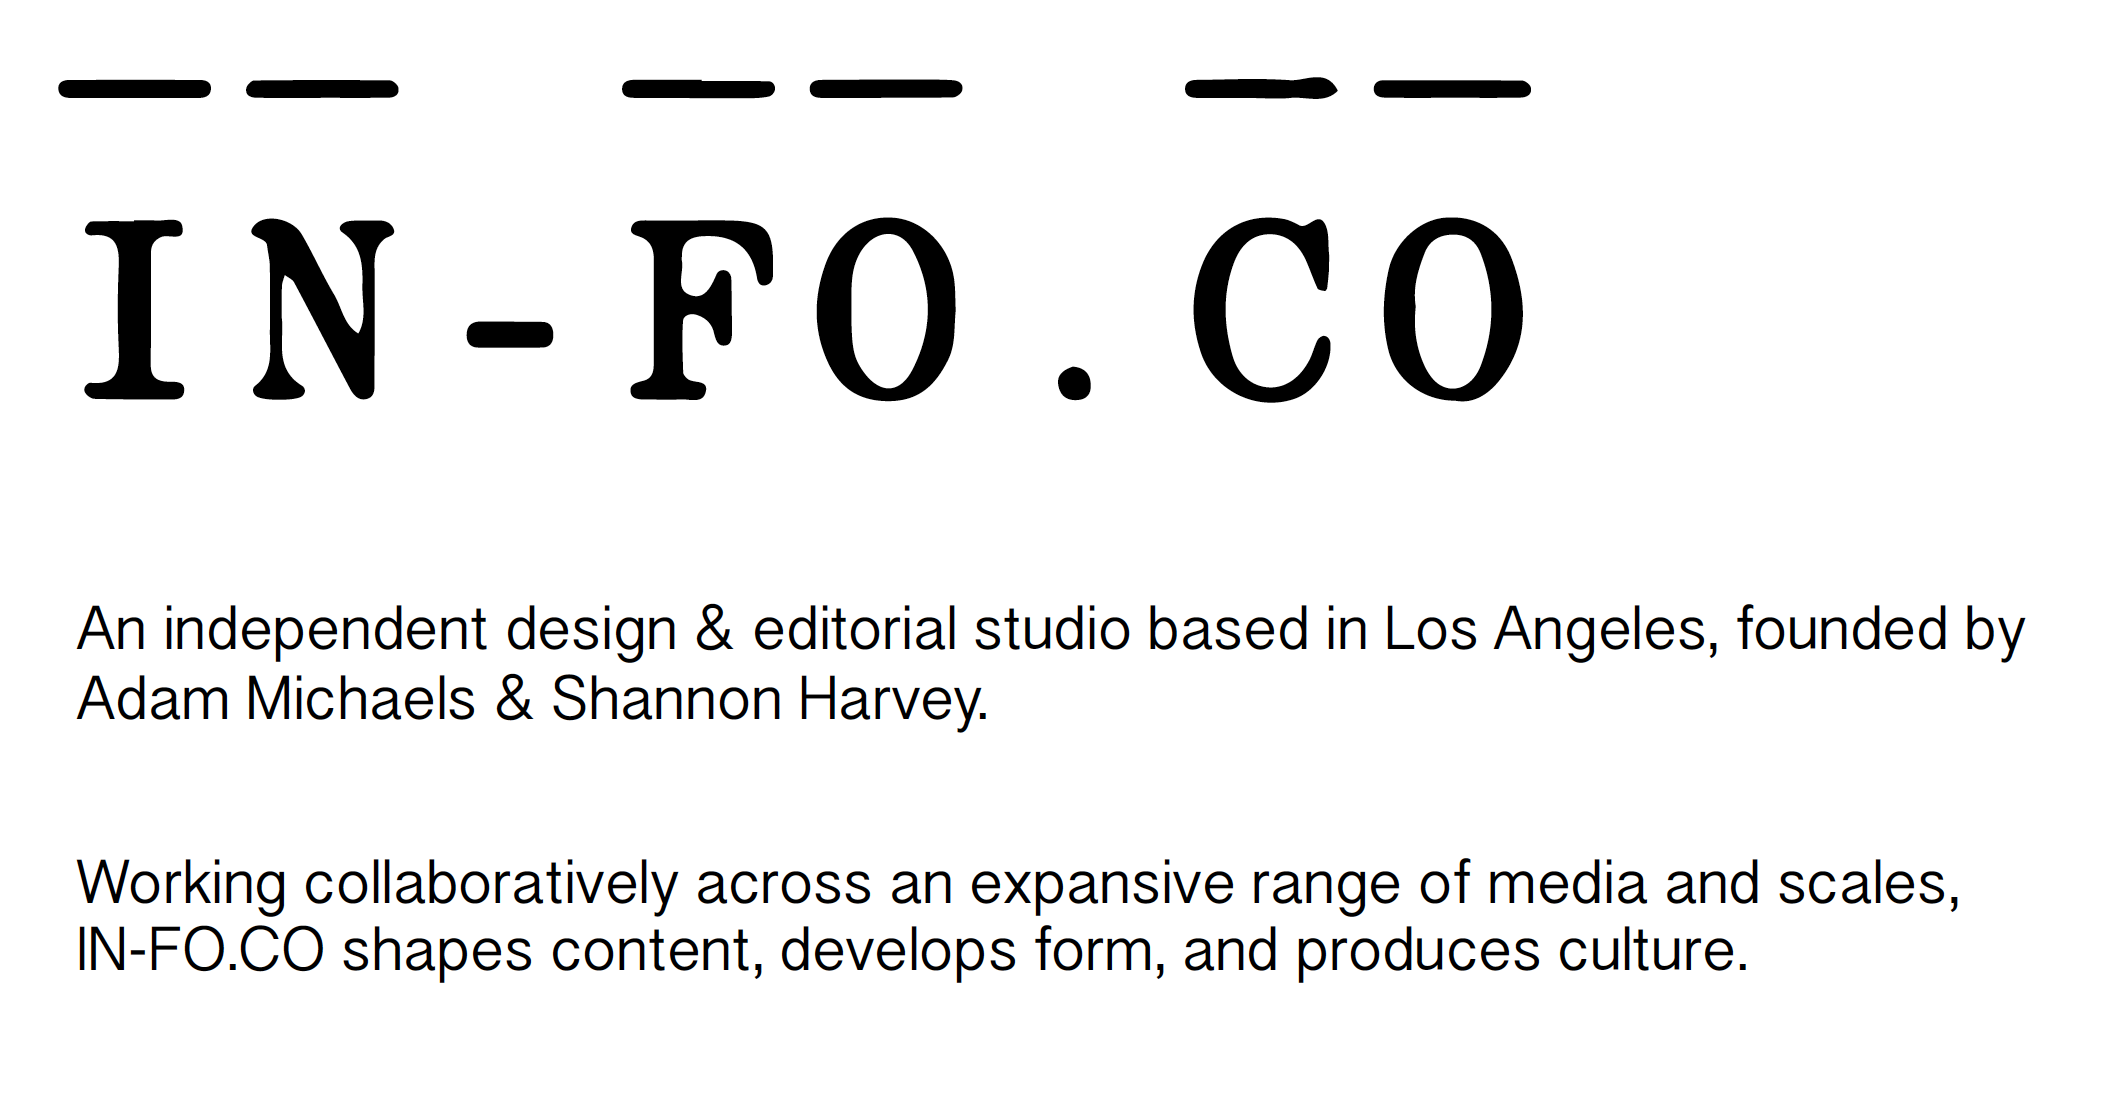 IN-FO.CO
An independent design & editorial studio based in Los Angeles, founded by
Adam Michaels & Shannon Harvey.
Working collaboratively across an expansive range of media and scales,
IN-FO.CO shapes content, develops form, and produces culture.